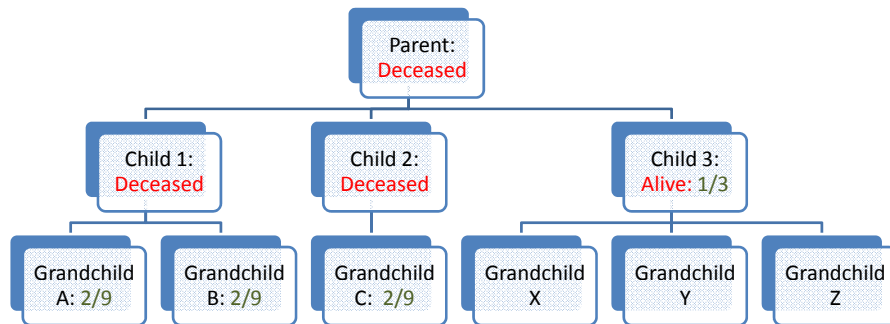 Parent:
Deceased
Child 1:
Deceased
Child 2:
Deceased
Child 3:
Alive: 1/3
Grandchild
A: 2/9
Grandchild
B: 2/9
Grandchild
C: 2/9
Grandchild
X
Grandchild
Y
Grandchild
Z